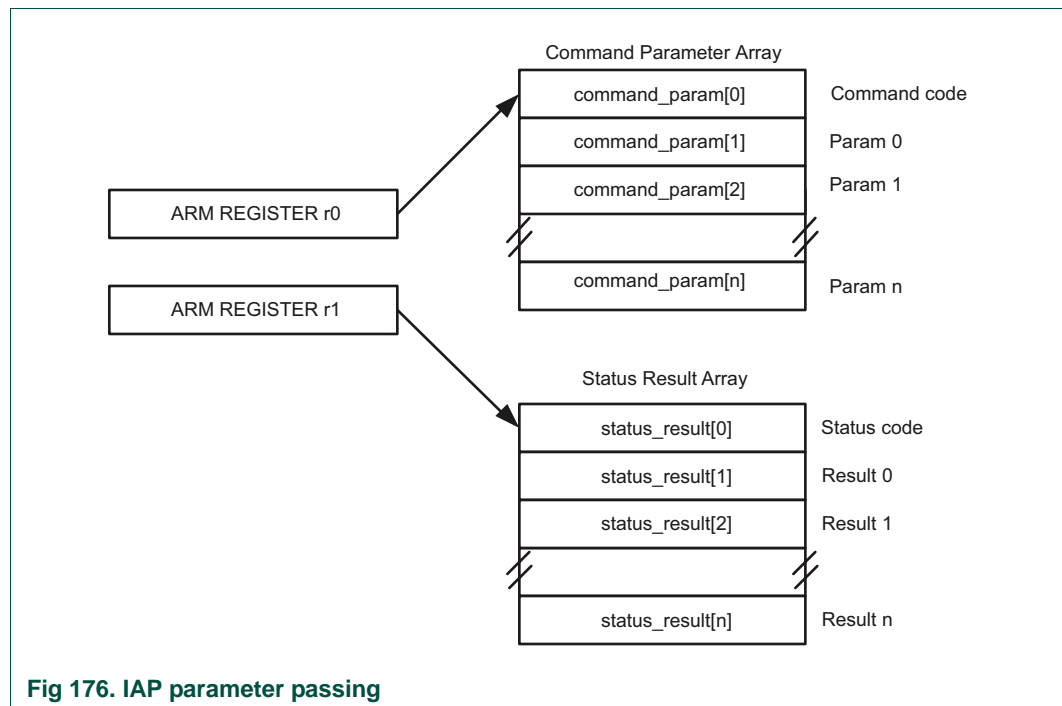 Command Parameter Array
command_param[0] Command code
command_param[1] Param 0
command_param[2] Param 1
ARM REGISTER r0
command_param[n] Param n
ARM REGISTER r1
Status Result Array
status_result[0] Status code
status_result[1] Result 0
status_result[2] Result 1
status_result[n] Result n
Fig 176. IAP parameter passing